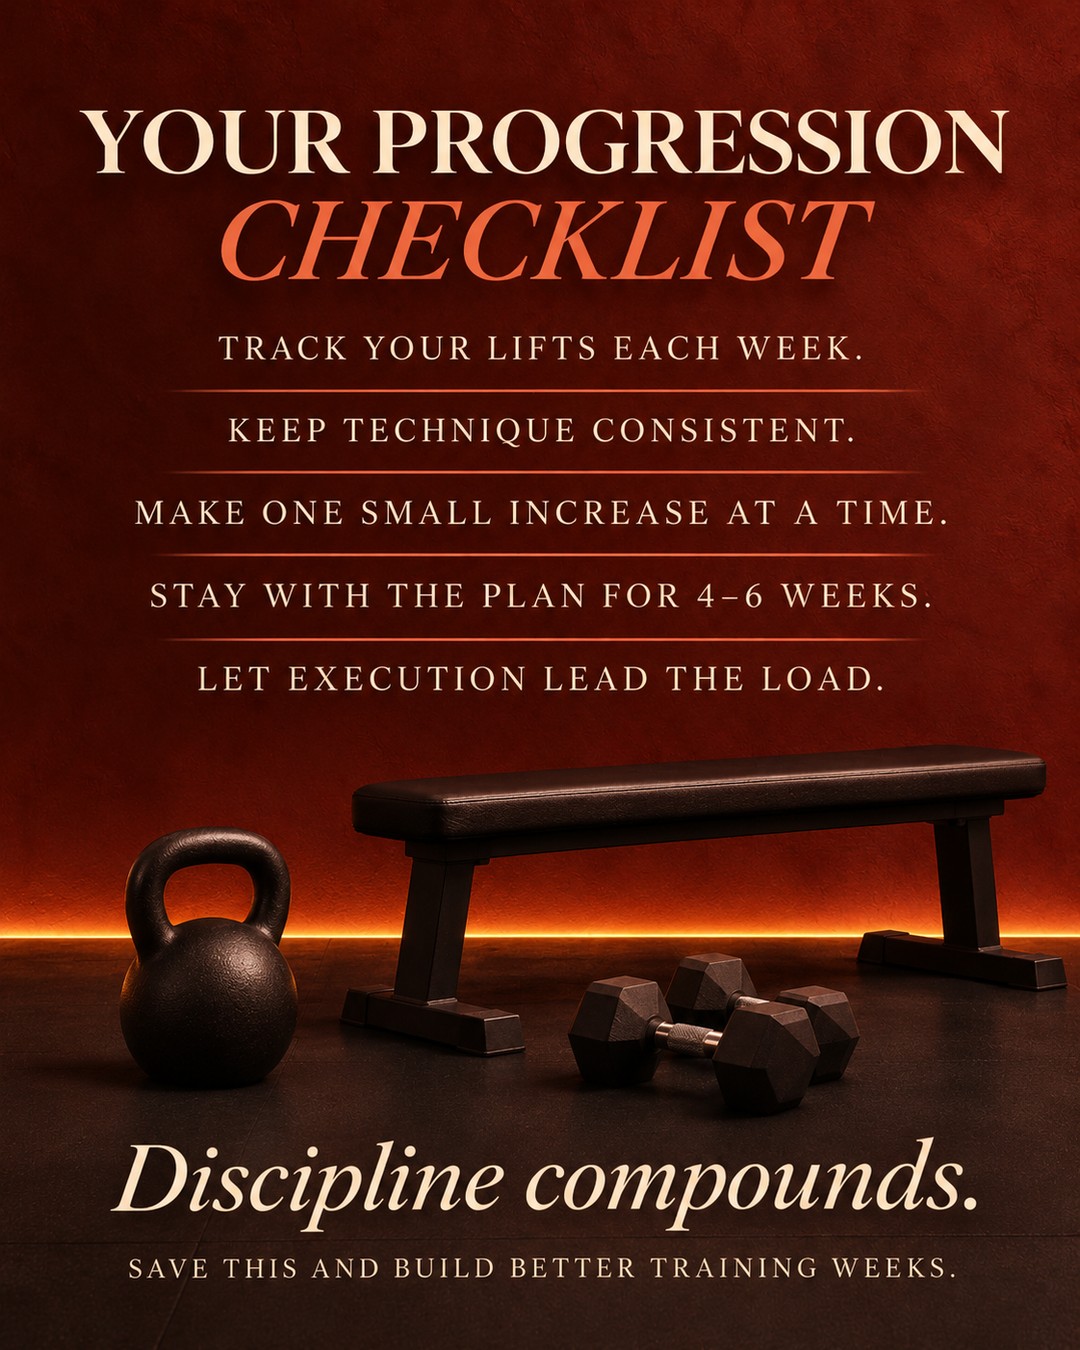 YOUR PROGRESSION
CHECKLIST
TRACK YOUR LIFTS EACH WEEK.
KEEP TECHNIQUE CONSISTENT.
MAKE ONE SMALL INCREASE AT A TIME.
STAY WITH THE PLAN FOR 4–6 WEEKS.
LET EXECUTION LEAD THE LOAD.
Discipline compounds.
SAVE THIS AND BUILD BETTER TRAINING WEEKS.